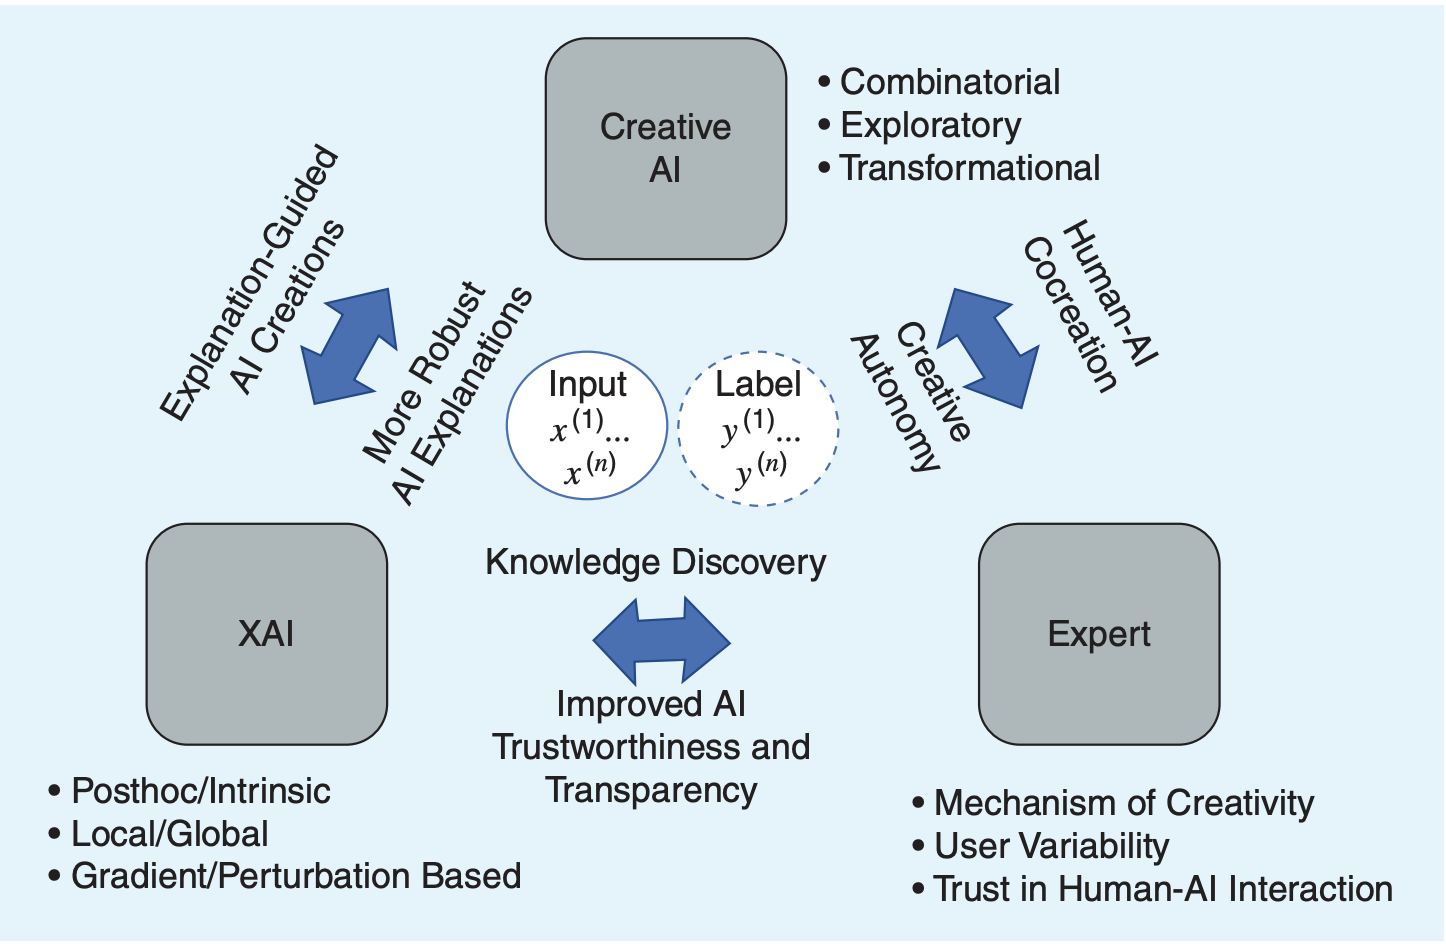 Creative
AI
• Combinatorial
• Exploratory
• Transformational
Explanation-Guided
AI Creations
More Robust
AI Explanations
Human-AI
Cocreation
Creative
Autonomy
Input
x(1)...
x(n)
Label
y(1)...
y(n)
Knowledge Discovery
Improved AI
Trustworthiness and
Transparency
XAI
• Posthoc/Intrinsic
• Local/Global
• Gradient/Perturbation Based
Expert
• Mechanism of Creativity
• User Variability
• Trust in Human-AI Interaction